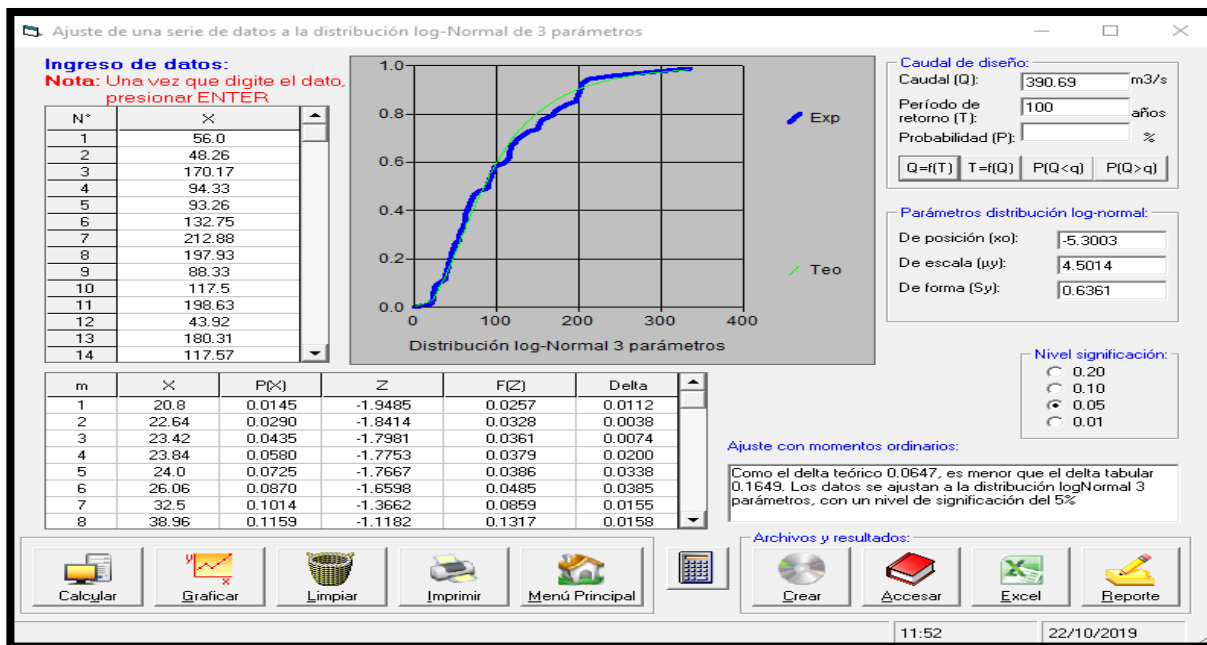 Ajuste de una serie de datos a la distribución log-Normal de 3 parámetros
Ingreso de datos:
Nota: Una vez que digite el dato,
presionar ENTER
N° X
1 56.0
2 48.26
3 170.17
4 94.33
5 93.26
6 132.75
7 212.88
8 197.93
9 88.33
10 117.5
11 198.63
12 43.92
13 180.31
14 117.57
1.0
0.8
0.6
0.4
0.2
0.0
0 100 200 300 400
Distribución log-Normal 3 parámetros
Exp
Teo
Caudal de diseño:
Caudal (Q): 390.69 m3/s
Período de
retorno (T): 100 años
Probabilidad (P): %
Q=f(T) T=f(Q) P(Q<q) P(Q>q)
Parámetros distribución log-normal:
De posición (xo): -5.3003
De escala (µy): 4.5014
De forma (Sy): 0.6361
Nivel significación:
0.20
0.10
0.05
0.01
m X P(X) Z F(Z) Delta
1 20.8 0.0145 -1.9485 0.0257 0.0112
2 22.64 0.0290 -1.8414 0.0328 0.0038
3 23.42 0.0435 -1.7981 0.0361 0.0074
4 23.84 0.0580 -1.7753 0.0379 0.0200
5 24.0 0.0725 -1.7667 0.0386 0.0338
6 26.06 0.0870 -1.6598 0.0485 0.0385
7 32.5 0.1014 -1.3662 0.0859 0.0155
8 38.96 0.1159 -1.1182 0.1317 0.0158
Ajuste con momentos ordinarios:
Como el delta teórico 0.0647, es menor que el delta tabular
0.1649. Los datos se ajustan a la distribución logNormal 3
parámetros, con un nivel de significación del 5%
Calcular Graficar Limpiar Imprimir Menú Principal
Archivos y resultados:
Crear Accesar Excel Reporte
11:52 22/10/2019